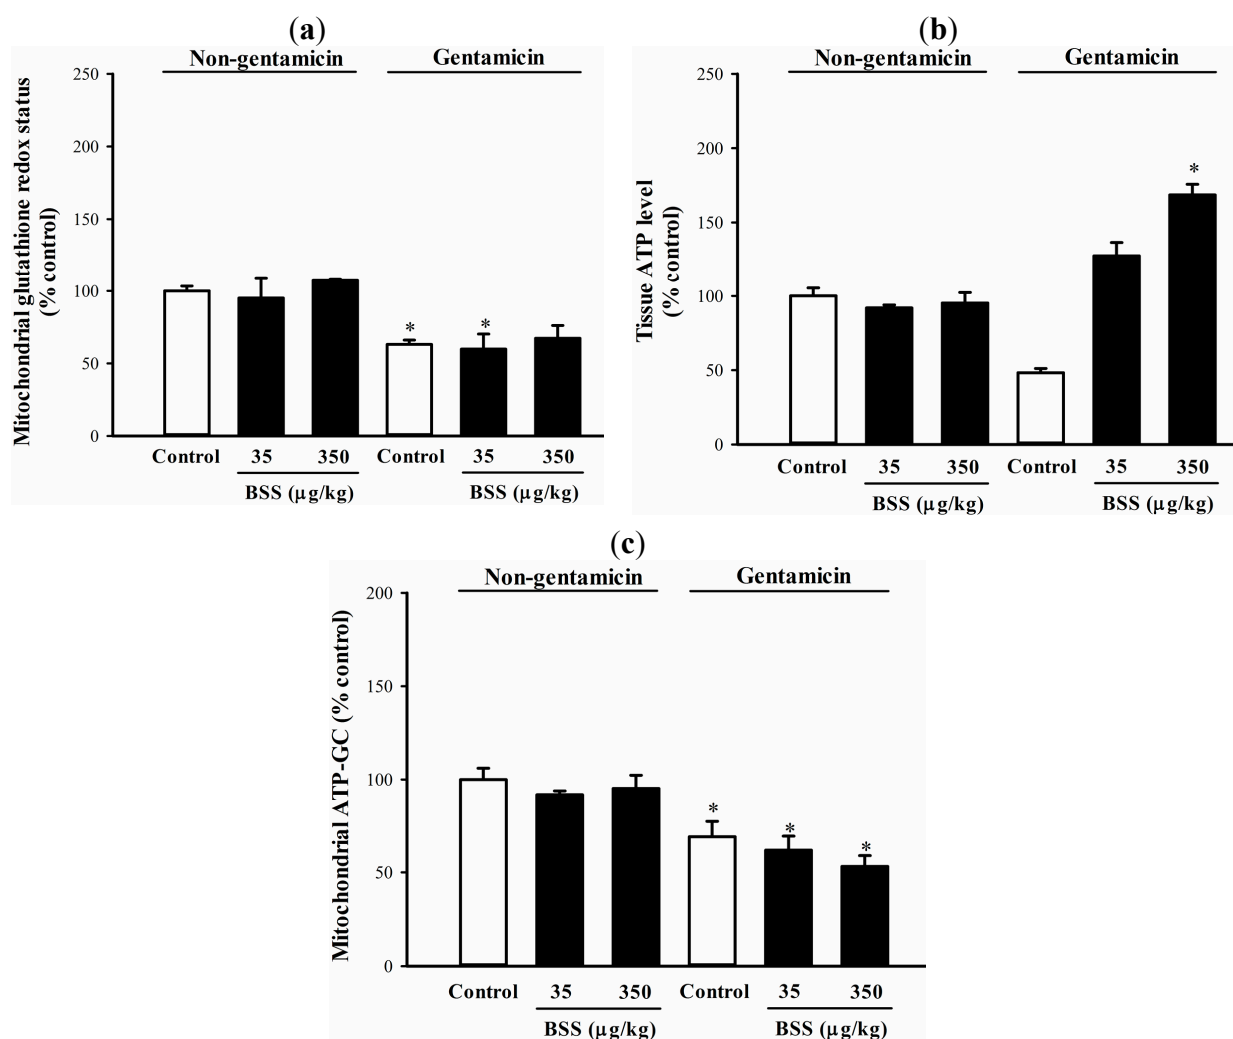 (a)
Non-gentamicin Gentamicin
Mitochondrial glutathione redox status
(% control)
250
200
150
100
50
0
* *
Control 35 350 Control 35 350
BSS (µg/kg) BSS (µg/kg)
(b)
Non-gentamicin Gentamicin
Tissue ATP level
(% control)
250
200
150
100
50
0
*
Control 35 350 Control 35 350
BSS (µg/kg) BSS (µg/kg)
(c)
Non-gentamicin Gentamicin
Mitochondrial ATP-GC (% control)
200
150
100
50
0
* * *
Control 35 350 Control 35 350
BSS (µg/kg) BSS (µg/kg)